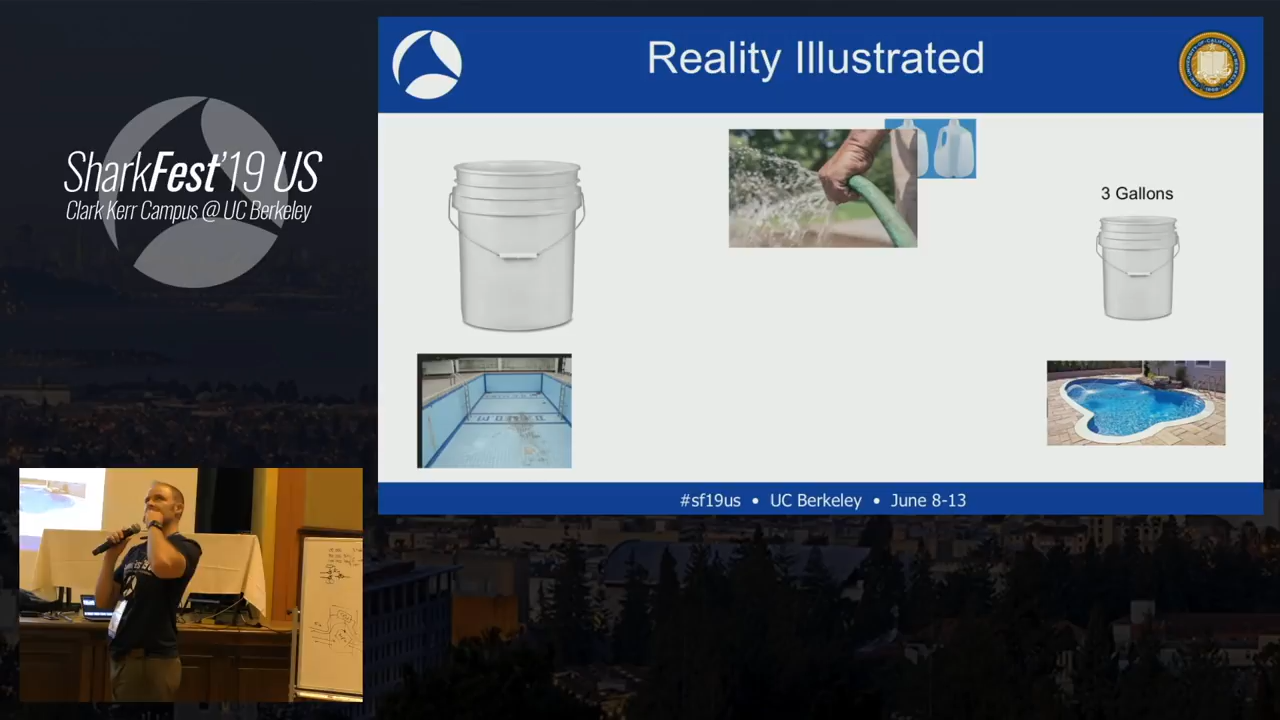 SharkFest'19 US
Clark Kerr Campus @ UC Berkeley
Reality Illustrated
3 Gallons
#sf19us • UC Berkeley • June 8-13